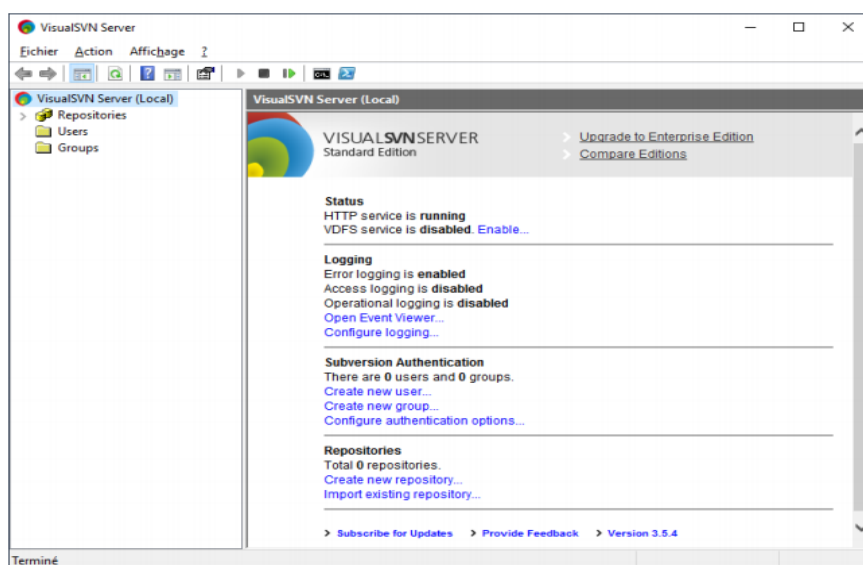 VisualSVN Server
Fichier Action Affichage ?
VisualSVN Server (Local)
Repositories
Users
Groups
VisualSVN Server (Local)
VISUALSVNSERVER
Standard Edition
Upgrade to Enterprise Edition
Compare Editions
Status
HTTP service is running
VDFS service is disabled. Enable...
Logging
Error logging is enabled
Access logging is disabled
Operational logging is disabled
Open Event Viewer...
Configure logging...
Subversion Authentication
There are 0 users and 0 groups.
Create new user...
Create new group...
Configure authentication options...
Repositories
Total 0 repositories.
Create new repository...
Import existing repository...
Subscribe for Updates Provide Feedback Version 3.5.4
Terminé